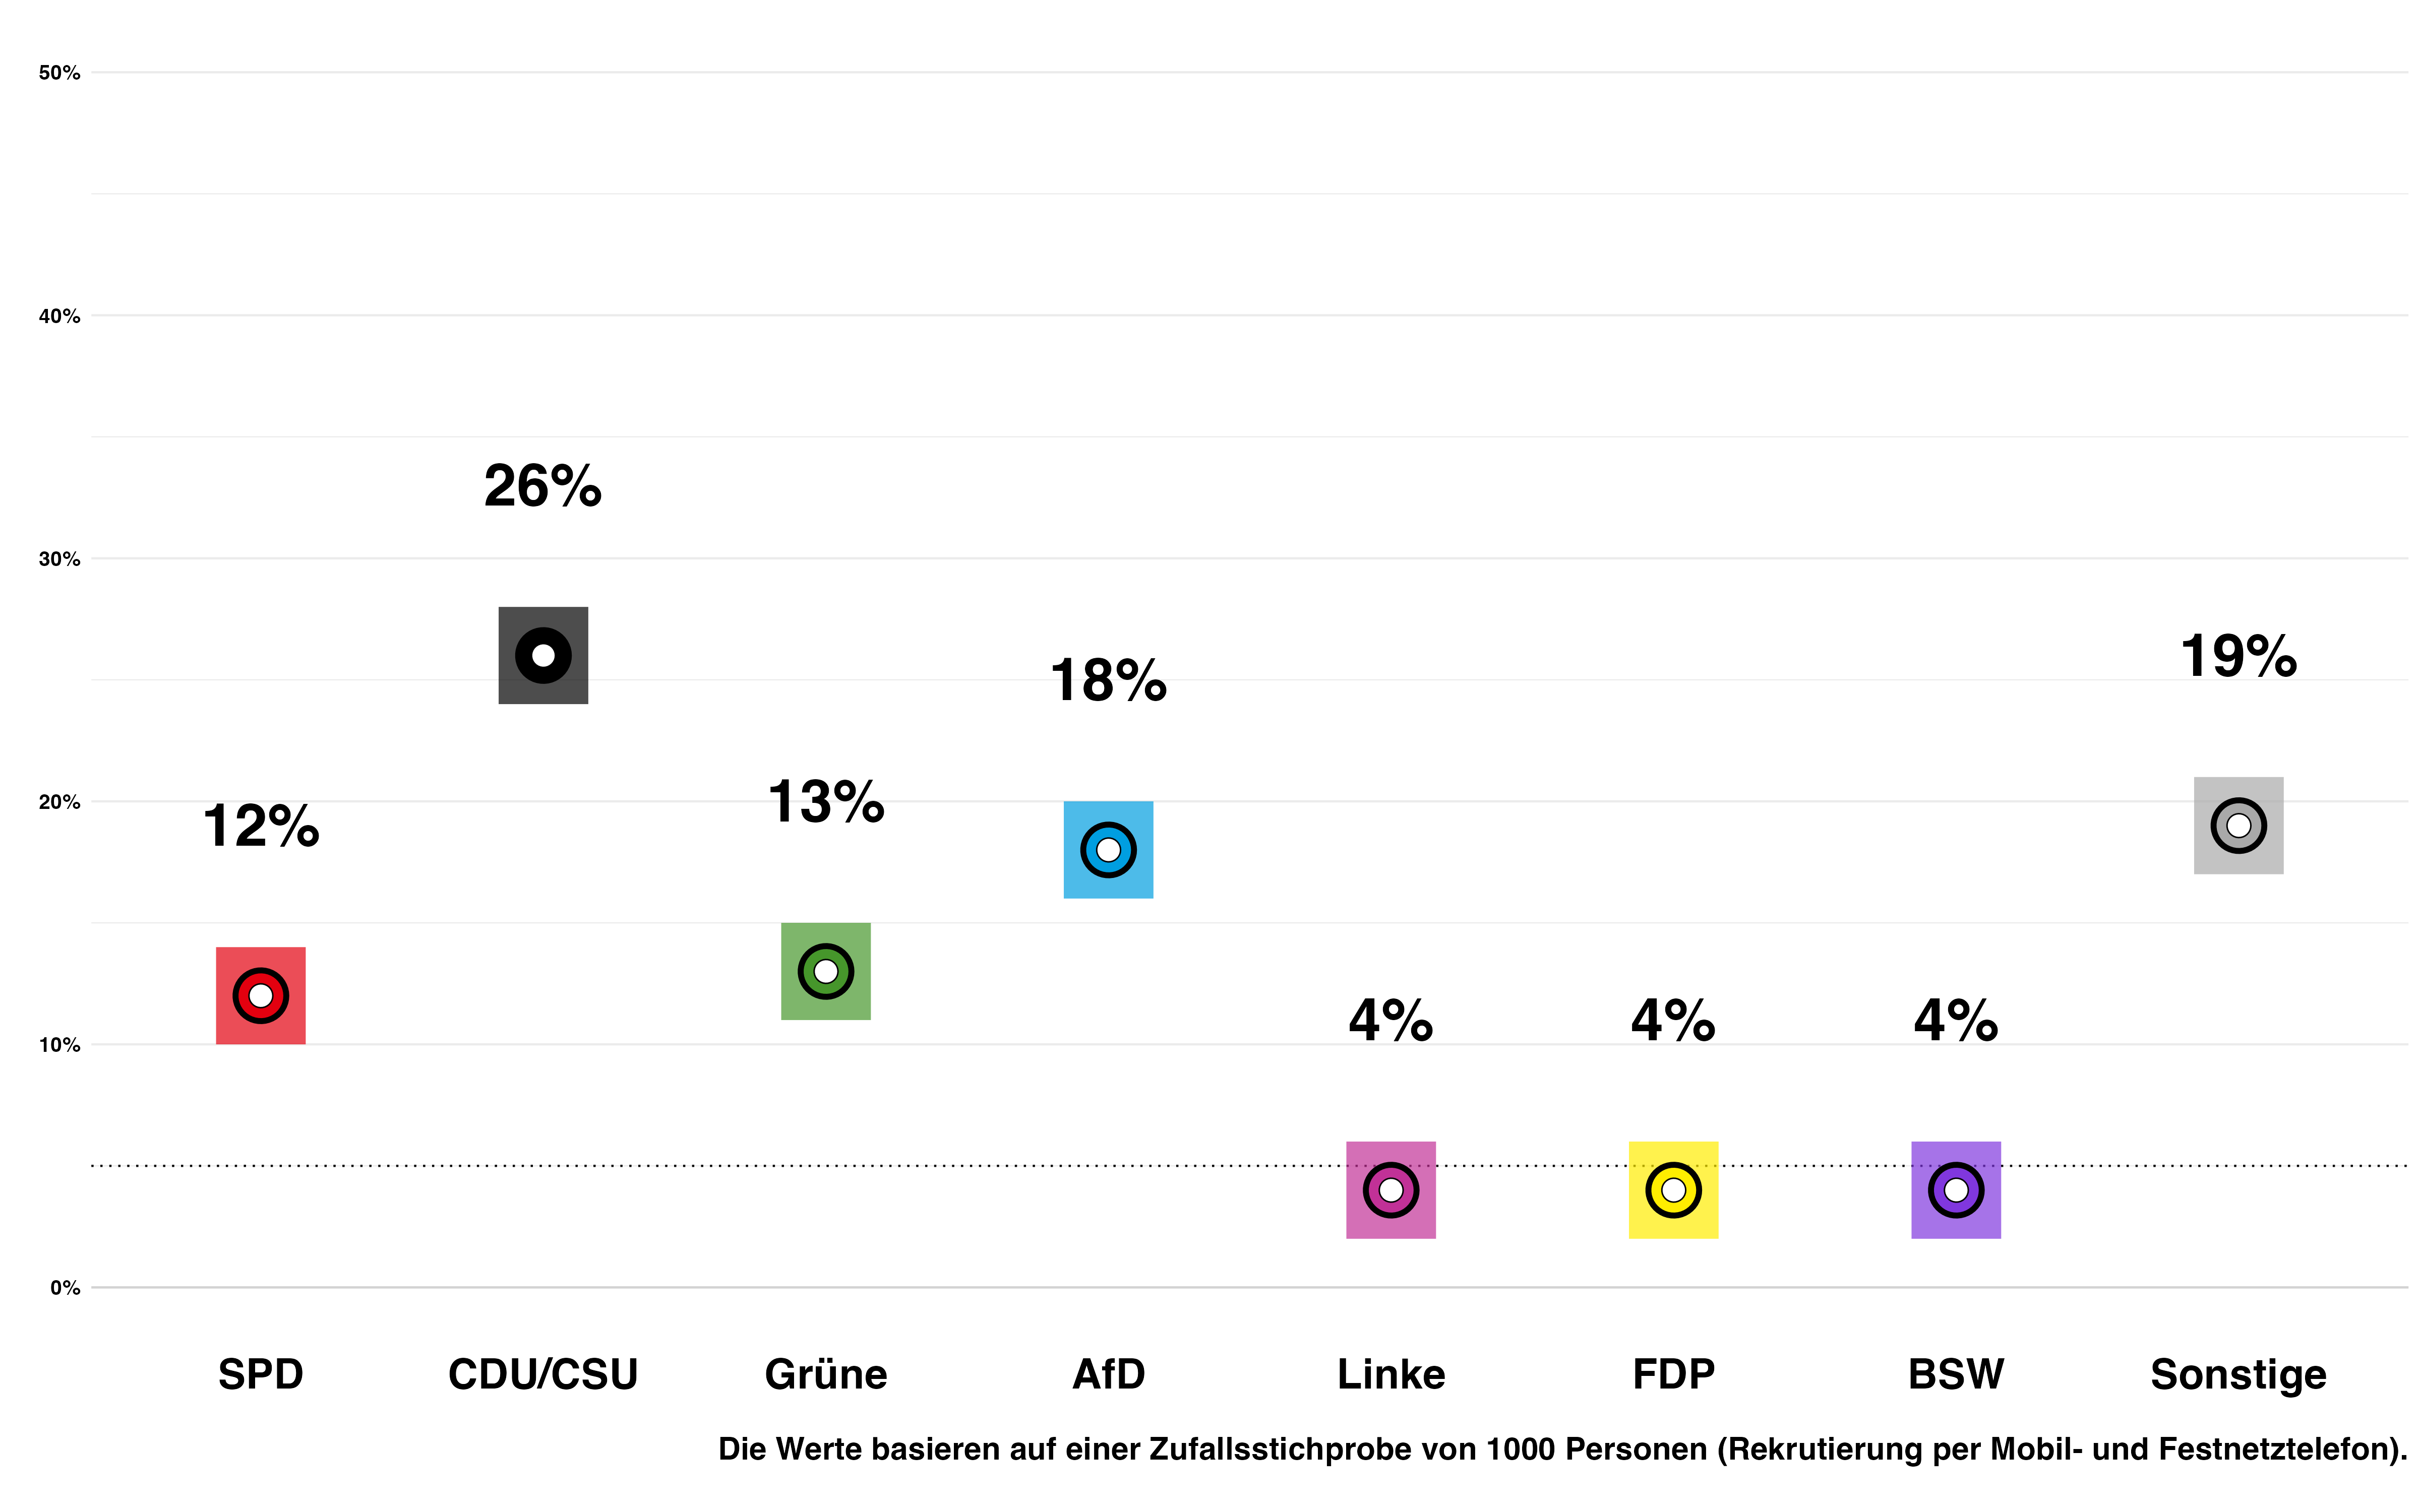 50%
40%
30%
20%
10%
0%
12%
26%
13%
18%
4%
4%
4%
19%
SPD
CDU/CSU
Grüne
AfD
Linke
FDP
BSW
Sonstige
Die Werte basieren auf einer Zufallsstichprobe von 1000 Personen (Rekrutierung per Mobil- und Festnetztelefon).